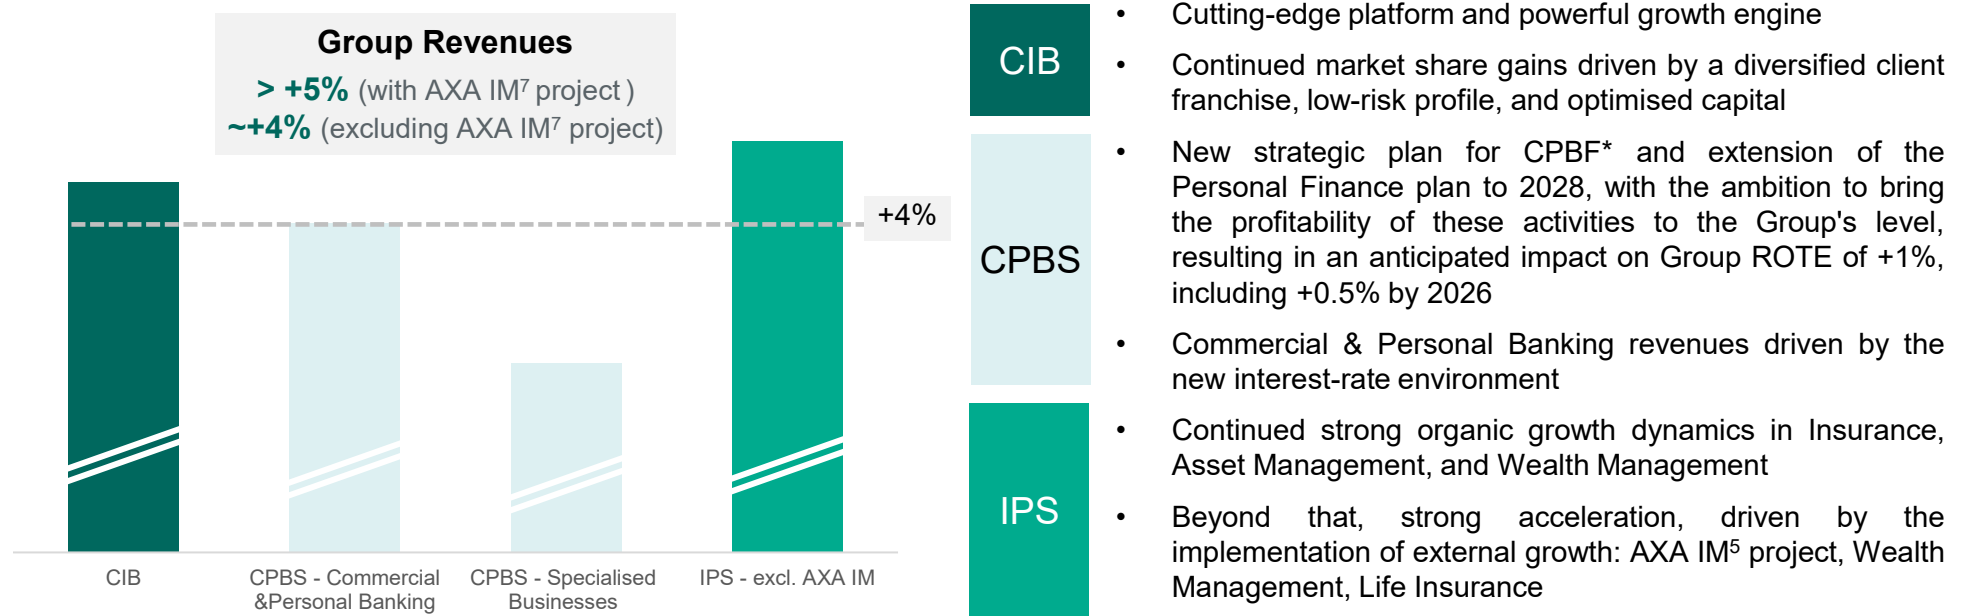 Group Revenues
> +5% (with AXA IM⁷ project )
~+4% (excluding AXA IM⁷ project)
+4%
CIB
CPBS - Commercial
&Personal Banking
CPBS - Specialised
Businesses
IPS - excl. AXA IM
CIB
• Cutting-edge platform and powerful growth engine
• Continued market share gains driven by a diversified client
franchise, low-risk profile, and optimised capital
CPBS
• New strategic plan for CPBF* and extension of the
Personal Finance plan to 2028, with the ambition to bring
the profitability of these activities to the Group's level,
resulting in an anticipated impact on Group ROTE of +1%,
including +0.5% by 2026
• Commercial & Personal Banking revenues driven by the
new interest-rate environment
IPS
• Continued strong organic growth dynamics in Insurance,
Asset Management, and Wealth Management
• Beyond that, strong acceleration, driven by the
implementation of external growth: AXA IM⁵ project, Wealth
Management, Life Insurance